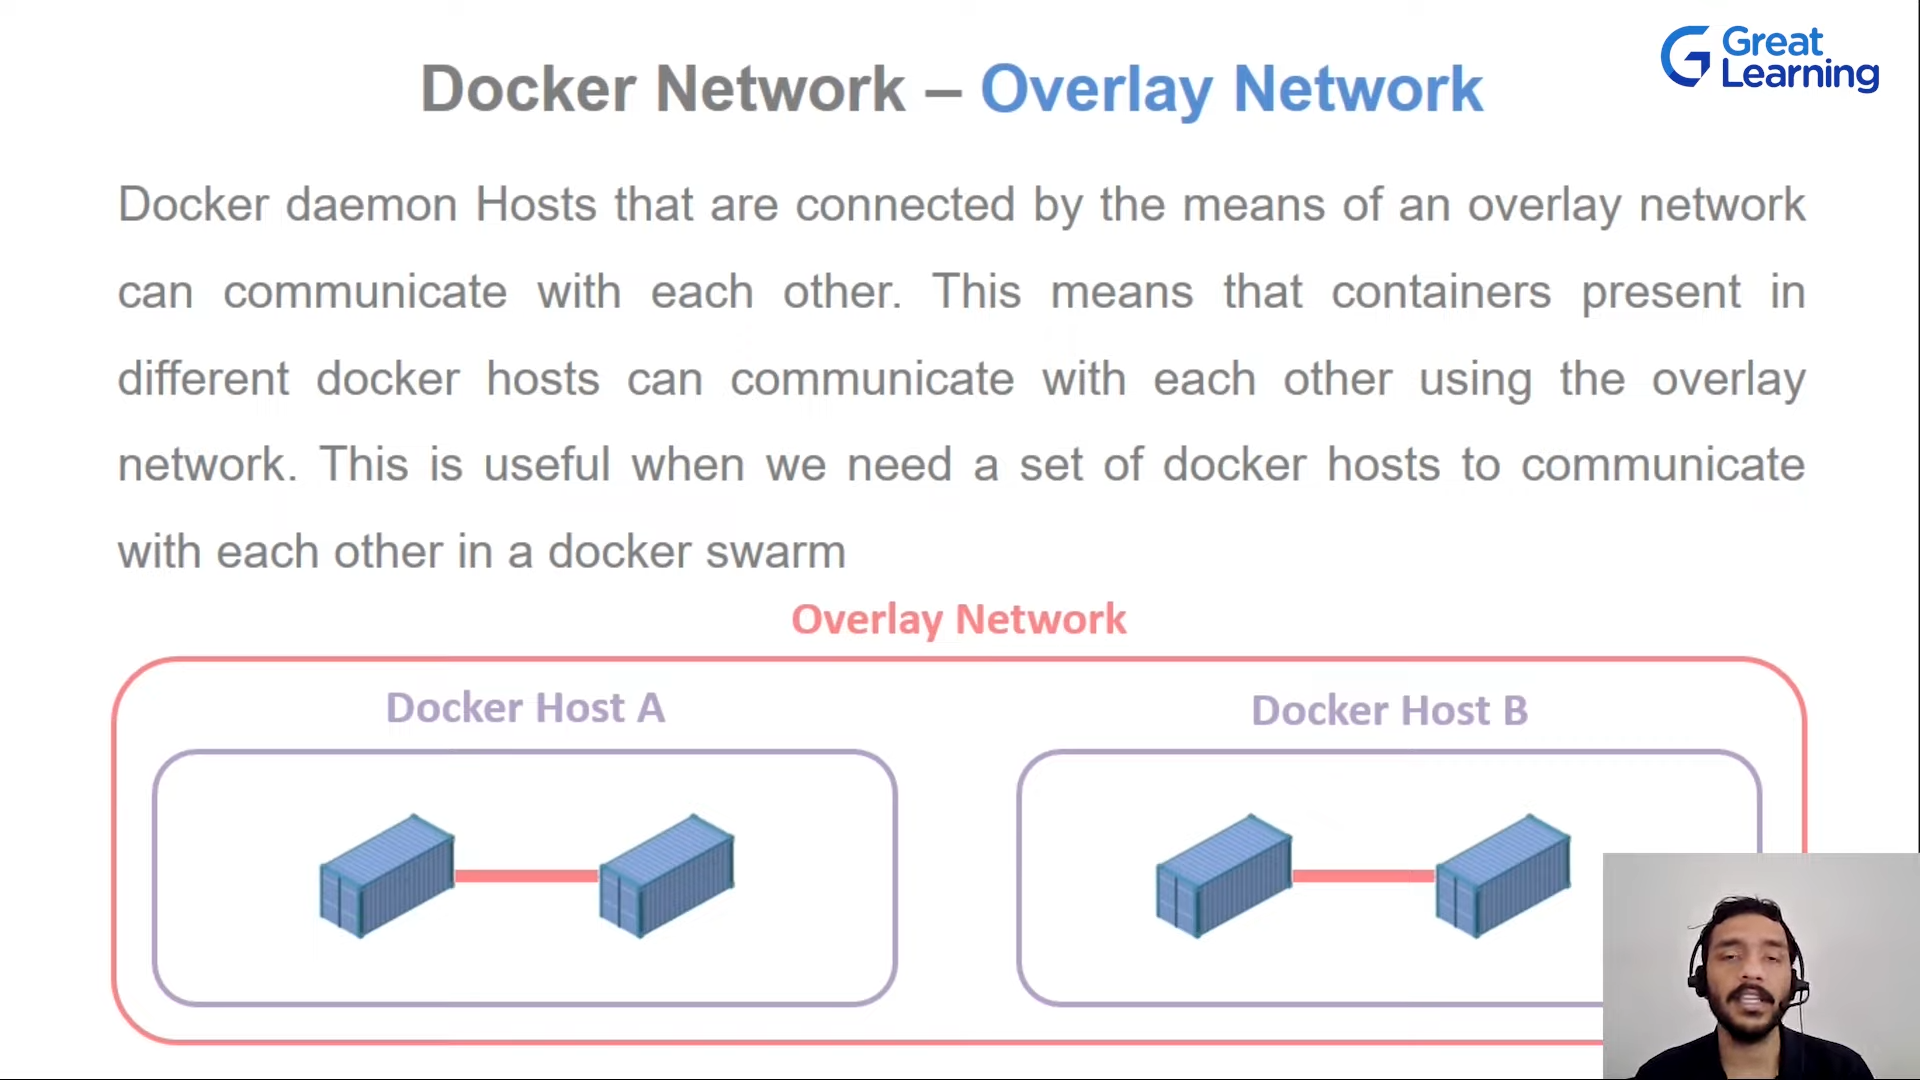 Great
Learning
Docker Network – Overlay Network
Docker daemon Hosts that are connected by the means of an overlay network
can communicate with each other. This means that containers present in
different docker hosts can communicate with each other using the overlay
network. This is useful when we need a set of docker hosts to communicate
with each other in a docker swarm
Overlay Network
Docker Host A
Docker Host B